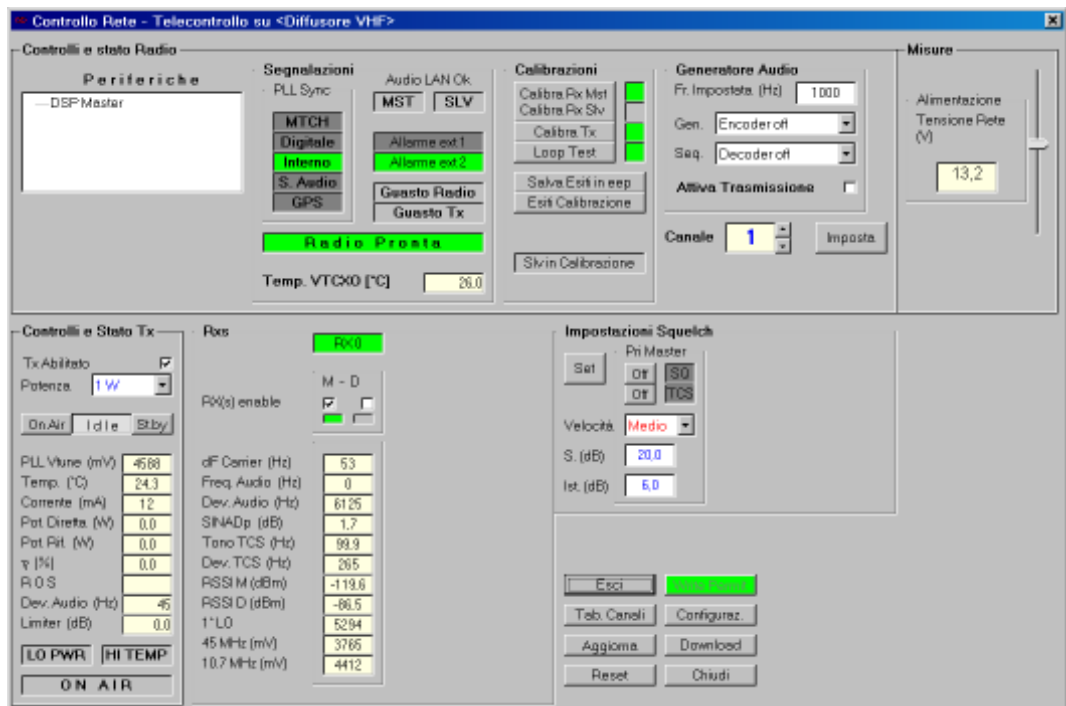 Controllo Rete - Telecontrollo su <Diffusore VHF>
Controlli e stato Radio
Periferiche
DSP Master
Segnalazioni
PLL Sync
MTCH
Digitale
Interno
S. Audio
GPS
Audio LAN Ok
MST SLV
Allarme ext1
Allarme ext2
Guasto Radio
Guasto Tx
Radio Pronta
Temp. VTCXO [°C] 26.0
Calibrazioni
Calibra Rx Mst
Calibra Rx Slv
Calibra Tx
Loop Test
Salva Esiti in eep
Esiti Calibrazione
Slv in Calibrazione
Generatore Audio
Fr. Impostata. (Hz) 1000
Gen. Encoder off
Seq. Decoder off
Attiva Trasmissione
Canale 1 Imposta
Misure
Alimentazione
Tensione Rete
(V)
13,2
Controlli e Stato Tx
Tx Abilitato
Potenza 1 W
On Air Idle St.by
PLL Vtune (mV) 4568
Temp. (°C) 24.3
Corrente (mA) 12
Pot Diretta. (W) 0.0
Pot Rif. (W) 0.0
η [%] 0.0
R O S
Dev. Audio (Hz) 45
Limiter (dB) 0.0
LO PWR HI TEMP
ON AIR
Rxs
RX0
M - D
RX(s) enable
dF Carrier (Hz) 53
Freq. Audio (Hz) 0
Dev. Audio (Hz) 6125
SINADp (dB) 1.7
Tono TCS (Hz) 99.9
Dev. TCS (Hz) 265
RSSI M (dBm) -119.6
RSSI D (dBm) -86.5
1°LO 5294
45 MHz (mV) 3765
10.7 MHz (mV) 4412
Impostazioni Squelch
Set
Pri Master
Off SQ
Off TCS
Velocità Medio
S. (dB) 20,0
Ist. (dB) 6,0
Esci
Tab. Canali Configuraz.
Aggiorna Download
Reset Chiudi